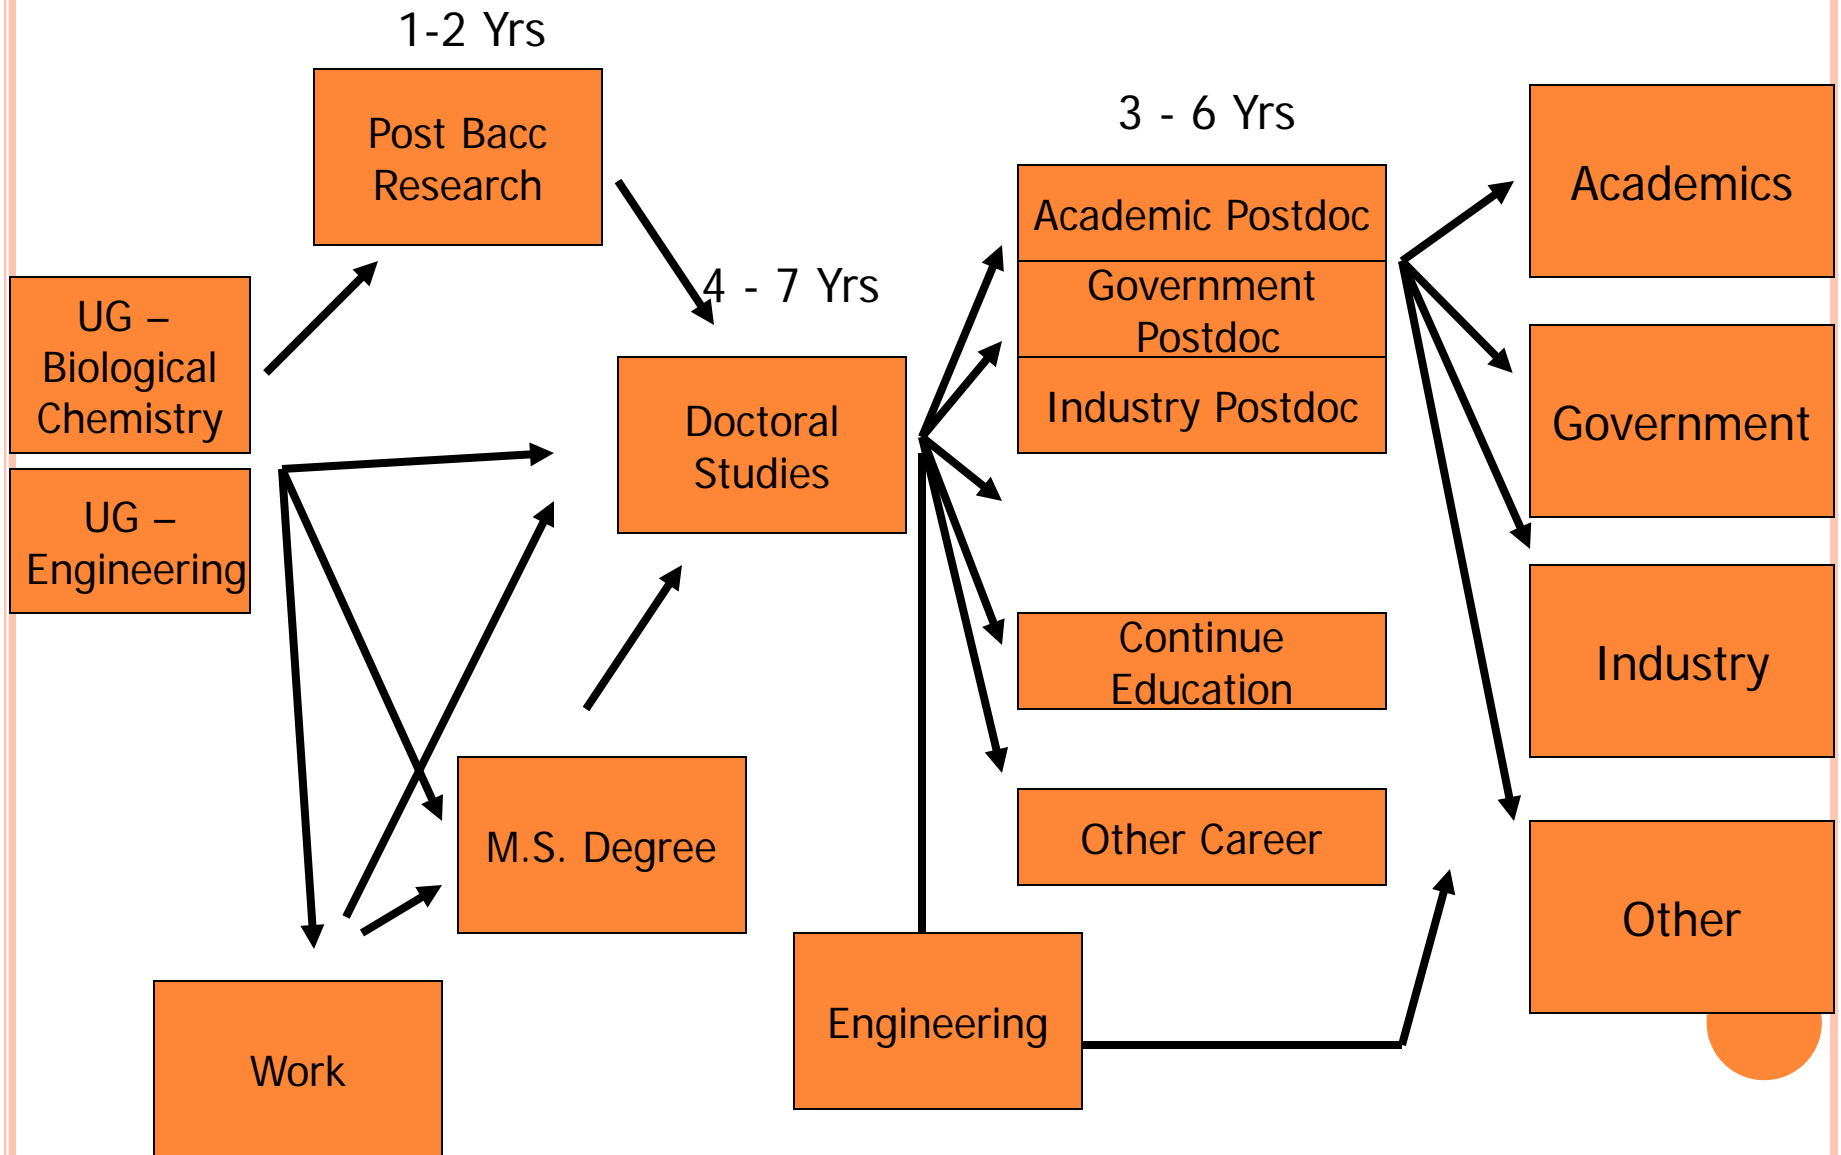 1-2 Yrs
Post Bacc
Research
3 - 6 Yrs
Academics
Academic Postdoc
4 - 7 Yrs
Government
Postdoc
UG –
Biological
Chemistry
Industry Postdoc
Government
Doctoral
Studies
UG –
Engineering
Continue
Education
Industry
M.S. Degree
Other Career
Other
Engineering
Work